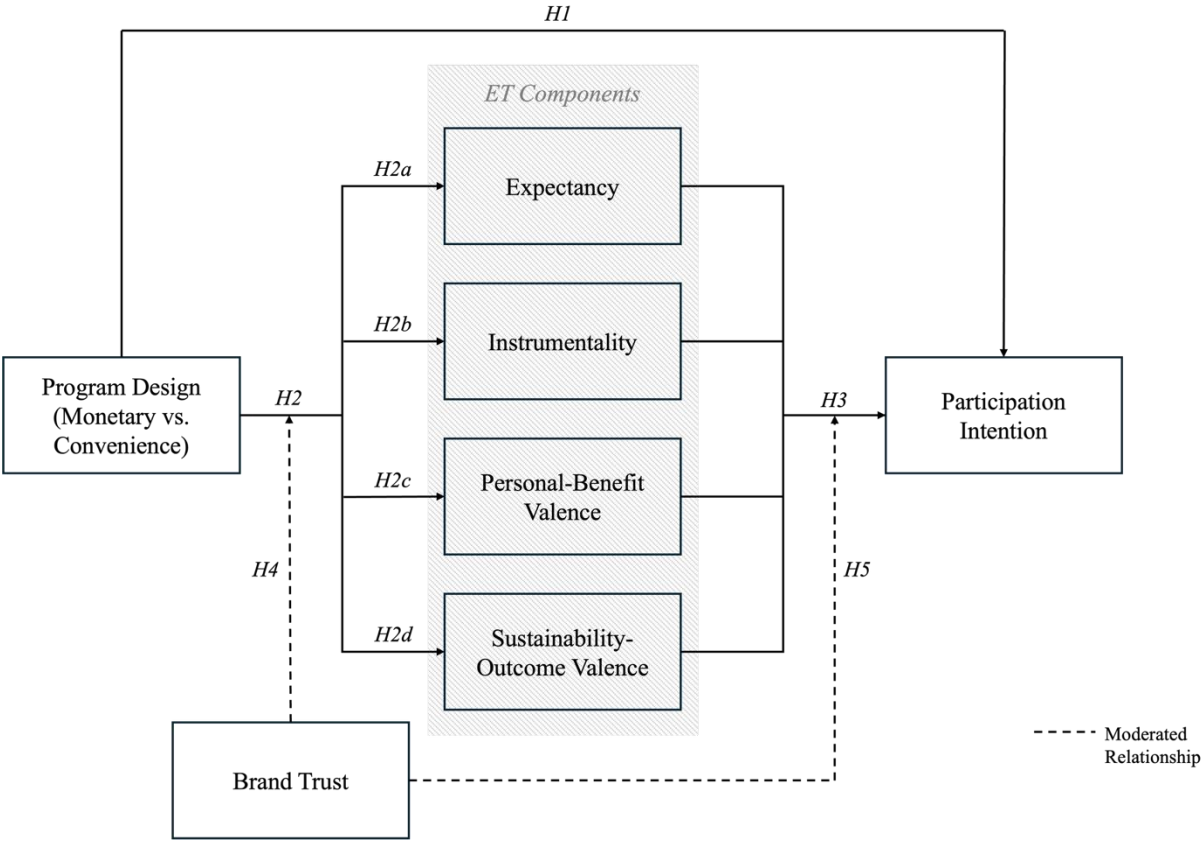 H1
ET Components
H2a
Expectancy
H2b
Instrumentality
Program Design
(Monetary vs.
Convenience)
H2
H3
Participation
Intention
H2c
Personal-Benefit
Valence
H4
H5
H2d
Sustainability-
Outcome Valence
Brand Trust
Moderated
Relationship